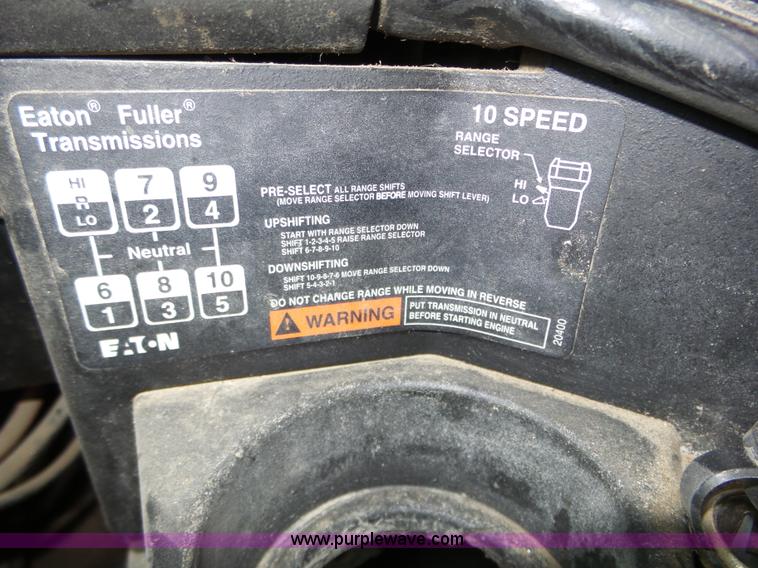 Eaton® Fuller®
Transmissions
10 SPEED
RANGE
SELECTOR
HI
LO
HI
R
LO
7
2
9
4
Neutral
6
1
8
3
10
5
EATON
PRE-SELECT ALL RANGE SHIFTS
(MOVE RANGE SELECTOR BEFORE MOVING SHIFT LEVER)
UPSHIFTING
START WITH RANGE SELECTOR DOWN
SHIFT 1-2-3-4-5 RAISE RANGE SELECTOR
SHIFT 6-7-8-9-10
DOWNSHIFTING
SHIFT 10-9-8-7-6 MOVE RANGE SELECTOR DOWN
SHIFT 5-4-3-2-1
DO NOT CHANGE RANGE WHILE MOVING IN REVERSE
WARNING
PUT TRANSMISSION IN NEUTRAL
BEFORE STARTING ENGINE
20400
www.purplewave.com